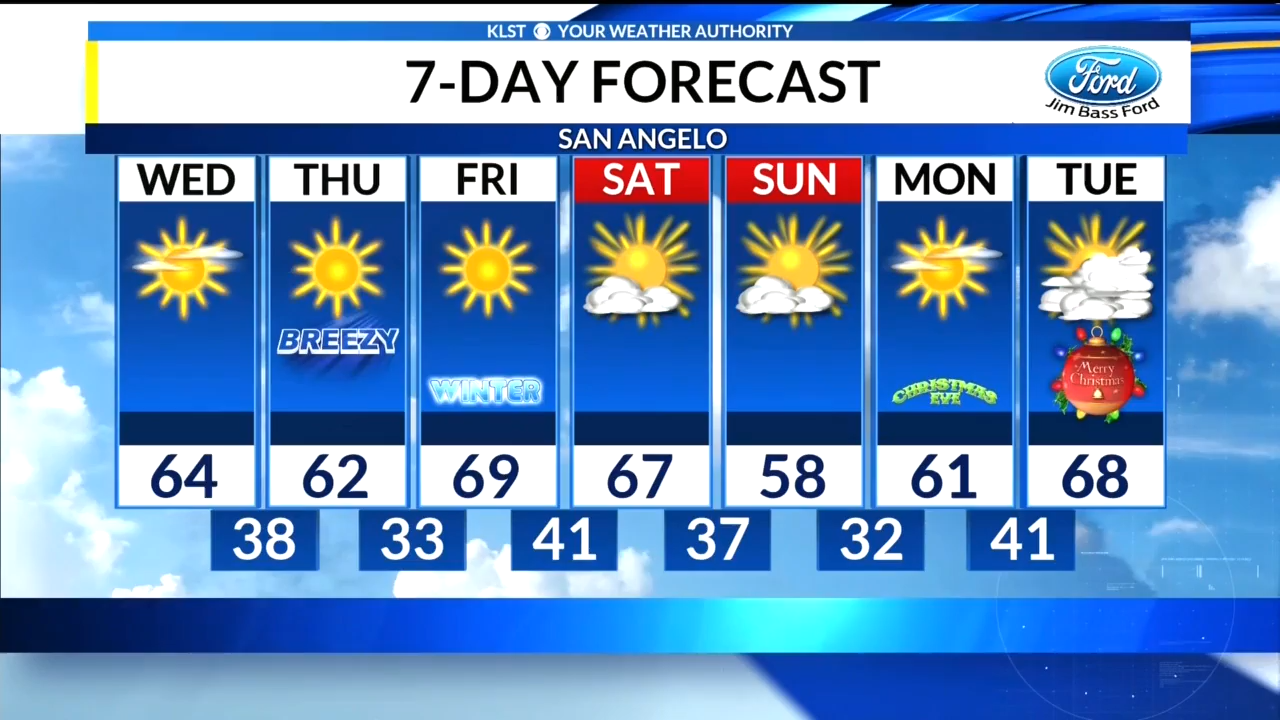 KLST YOUR WEATHER AUTHORITY
7-DAY FORECAST
Ford
Jim Bass Ford
SAN ANGELO
WED THU FRI SAT SUN MON TUE
BREEZY
WINTER
CHRISTMAS
EVE
Merry
Christmas
64 62 69 67 58 61 68
38 33 41 37 32 41